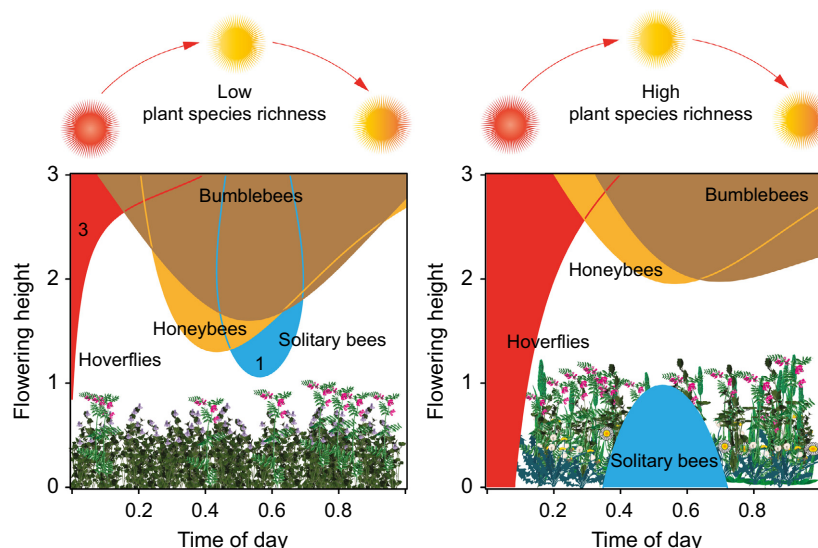 Low
plant species richness
High
plant species richness
3
2
1
0
Flowering height
3
Bumblebees
Honeybees
Solitary bees
Hoverflies
1
0.2
0.4
0.6
0.8
Time of day
3
2
1
0
Flowering height
Bumblebees
Honeybees
Hoverflies
Solitary bees
0.2
0.4
0.6
0.8
Time of day